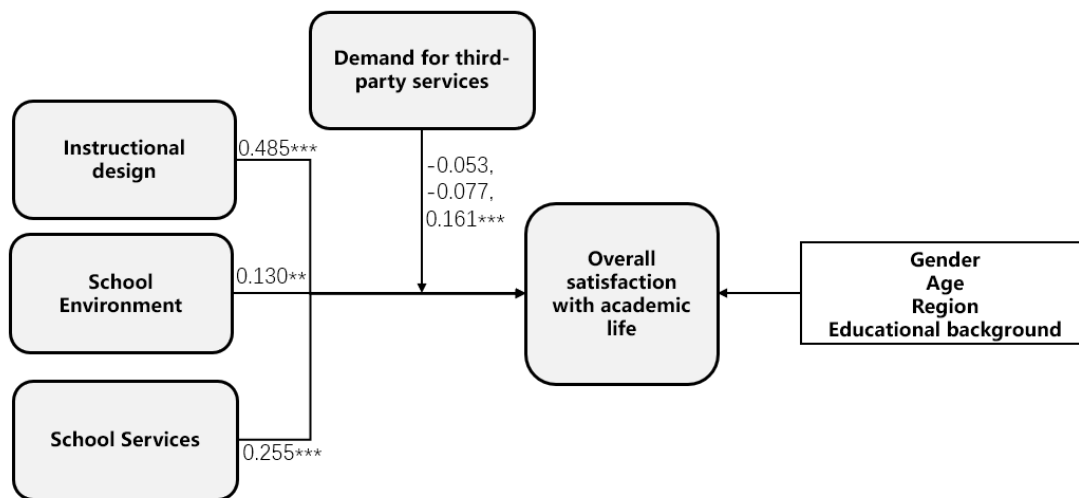 Demand for third-
party services
Instructional
design
0.485***
-0.053,
-0.077,
0.161***
School
Environment
0.130**
Overall
satisfaction
with academic
life
Gender
Age
Region
Educational background
School Services
0.255***